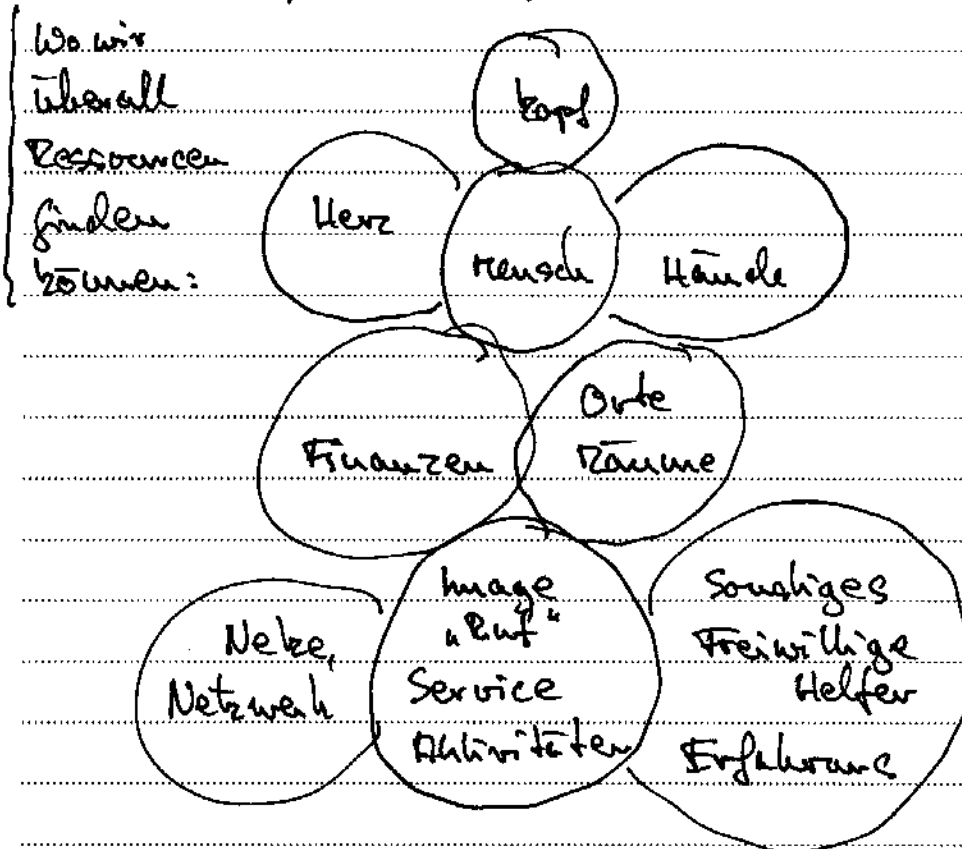 Wo wir
überall
Ressourcen
finden
können:
Kopf
Herz
Mensch
Hände
Finanzen
Orte
Räume
Netze,
Netzwerk
Image
„Ruf“
Service
Aktivitäten
Sonstiges
Freiwillige
Helfer
Erfahrung